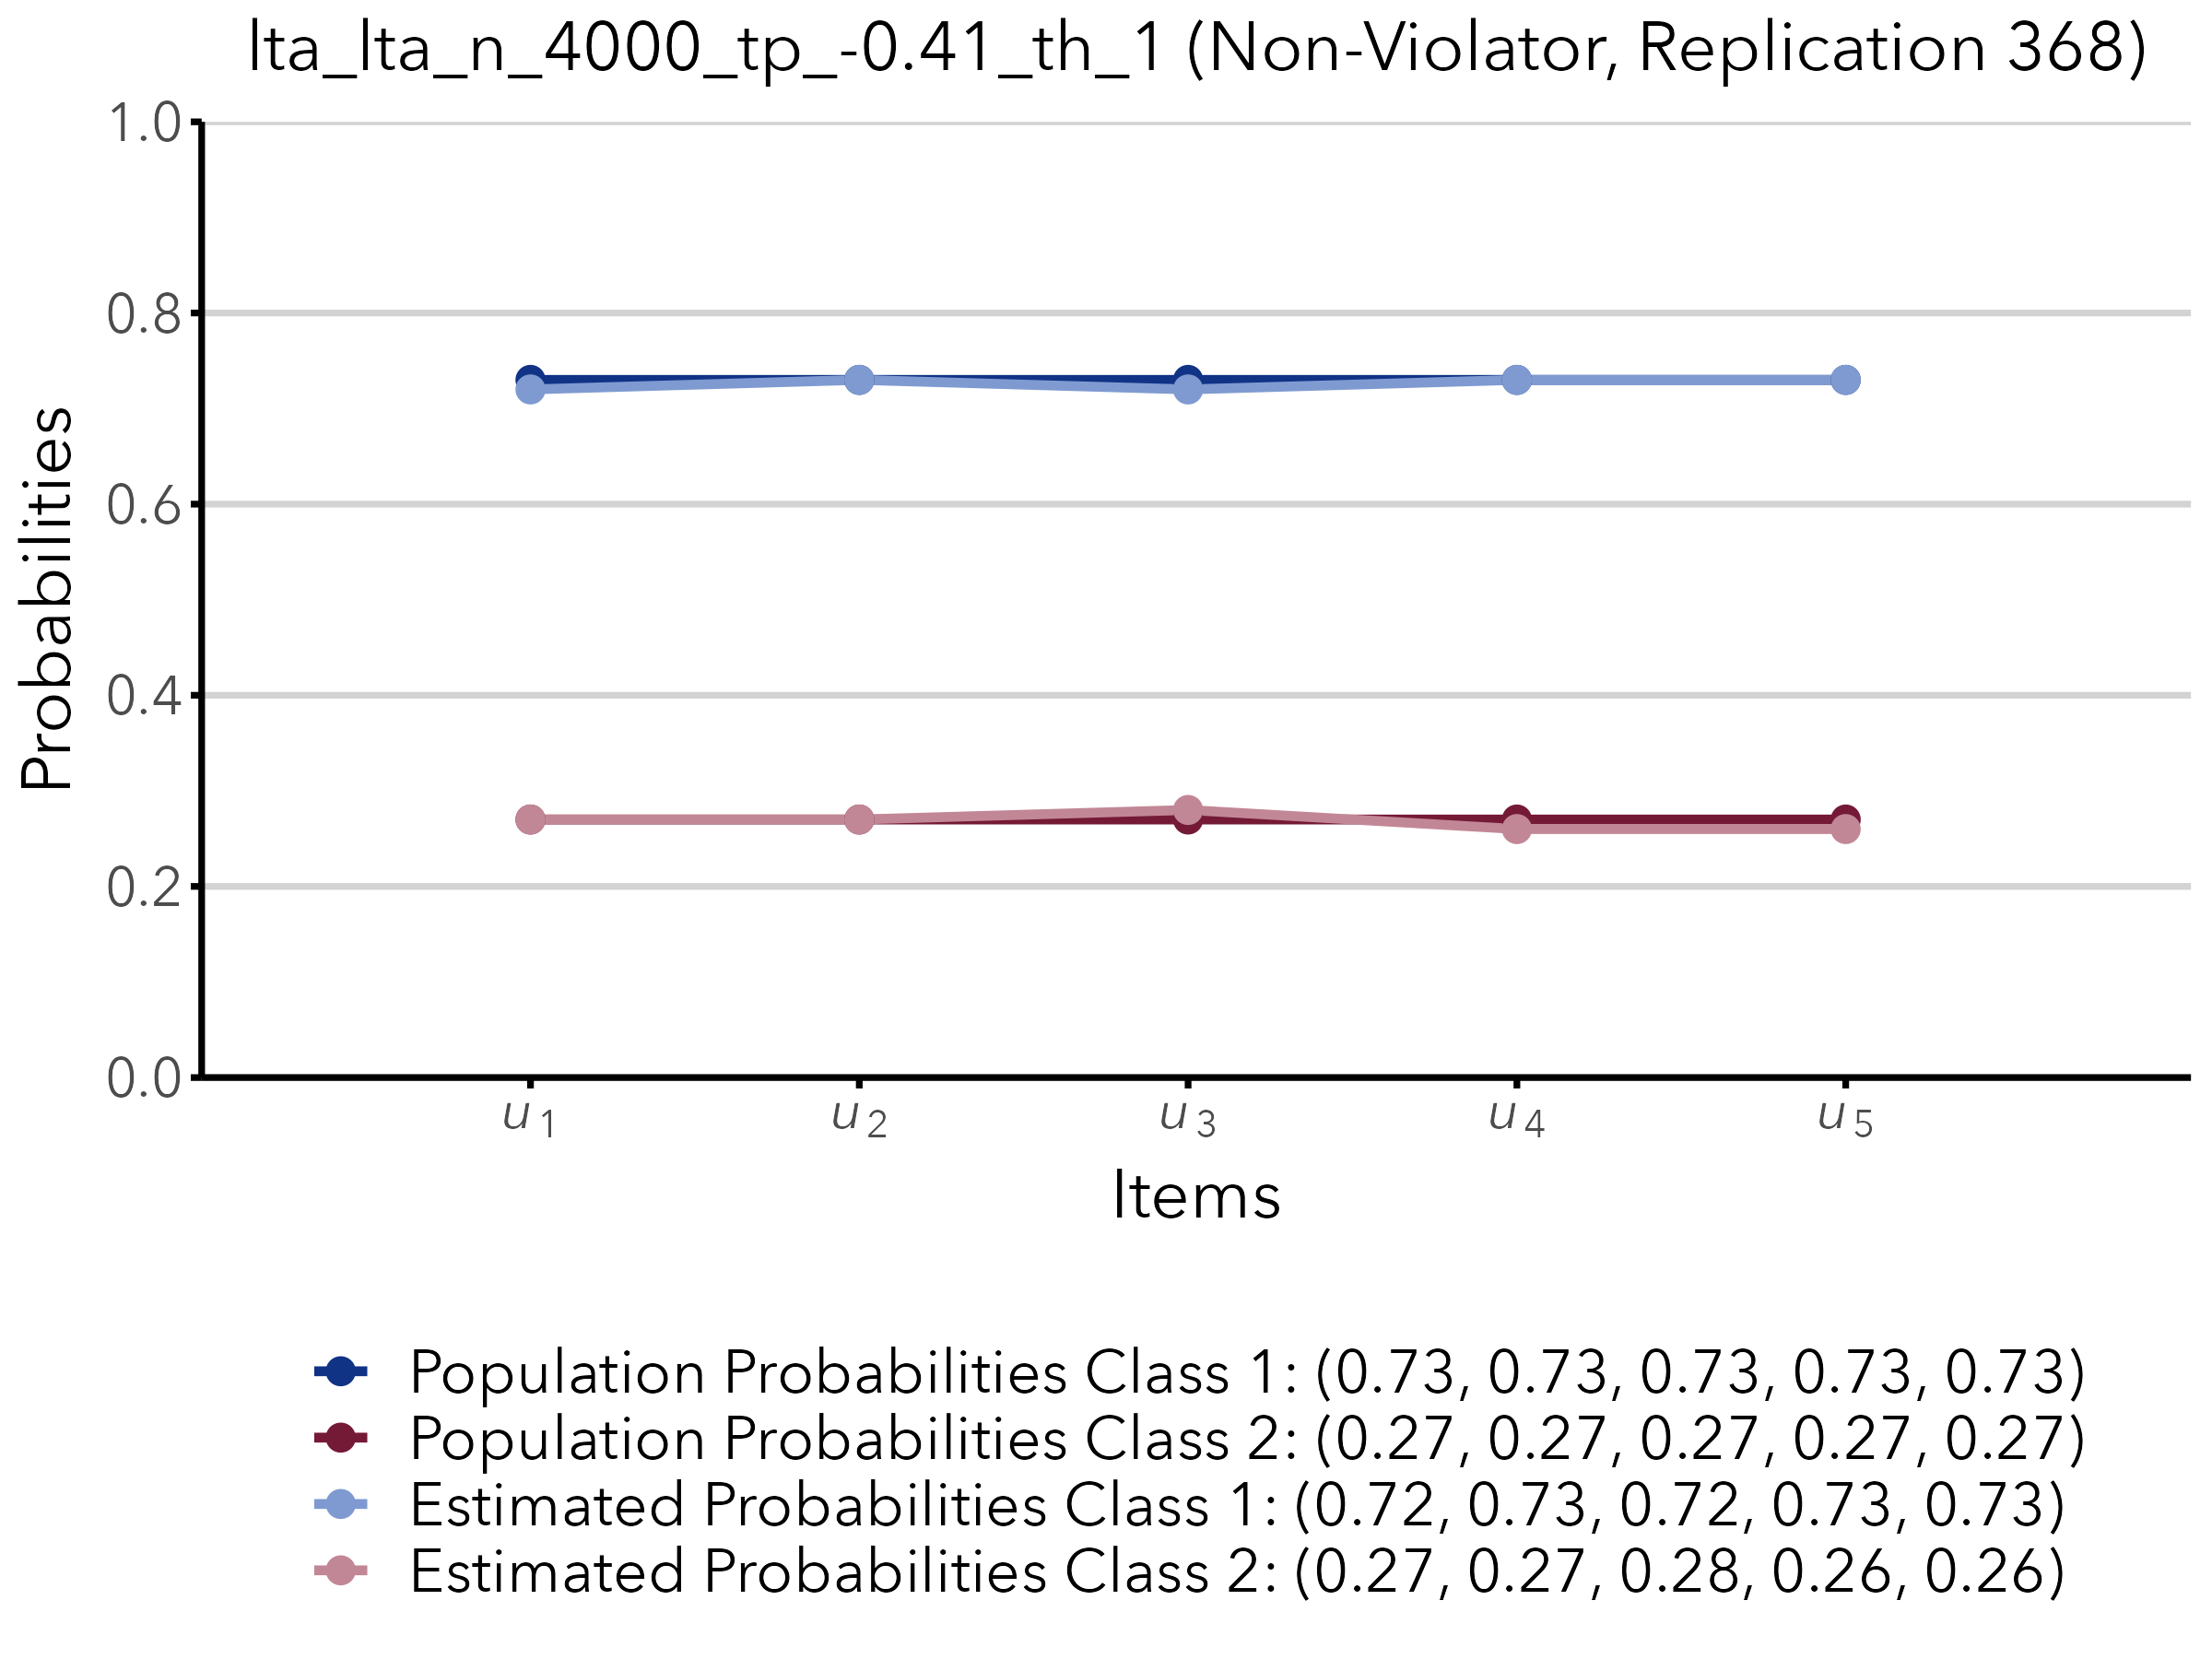 lta_lta_n_4000_tp_-0.41_th_1 (Non-Violator, Replication 368)
1.0
0.8
0.6
0.4
0.2
0.0
Probabilities
u1 u2 u3 u4 u5
Items
Population Probabilities Class 1: (0.73, 0.73, 0.73, 0.73, 0.73)
Population Probabilities Class 2: (0.27, 0.27, 0.27, 0.27, 0.27)
Estimated Probabilities Class 1: (0.72, 0.73, 0.72, 0.73, 0.73)
Estimated Probabilities Class 2: (0.27, 0.27, 0.28, 0.26, 0.26)